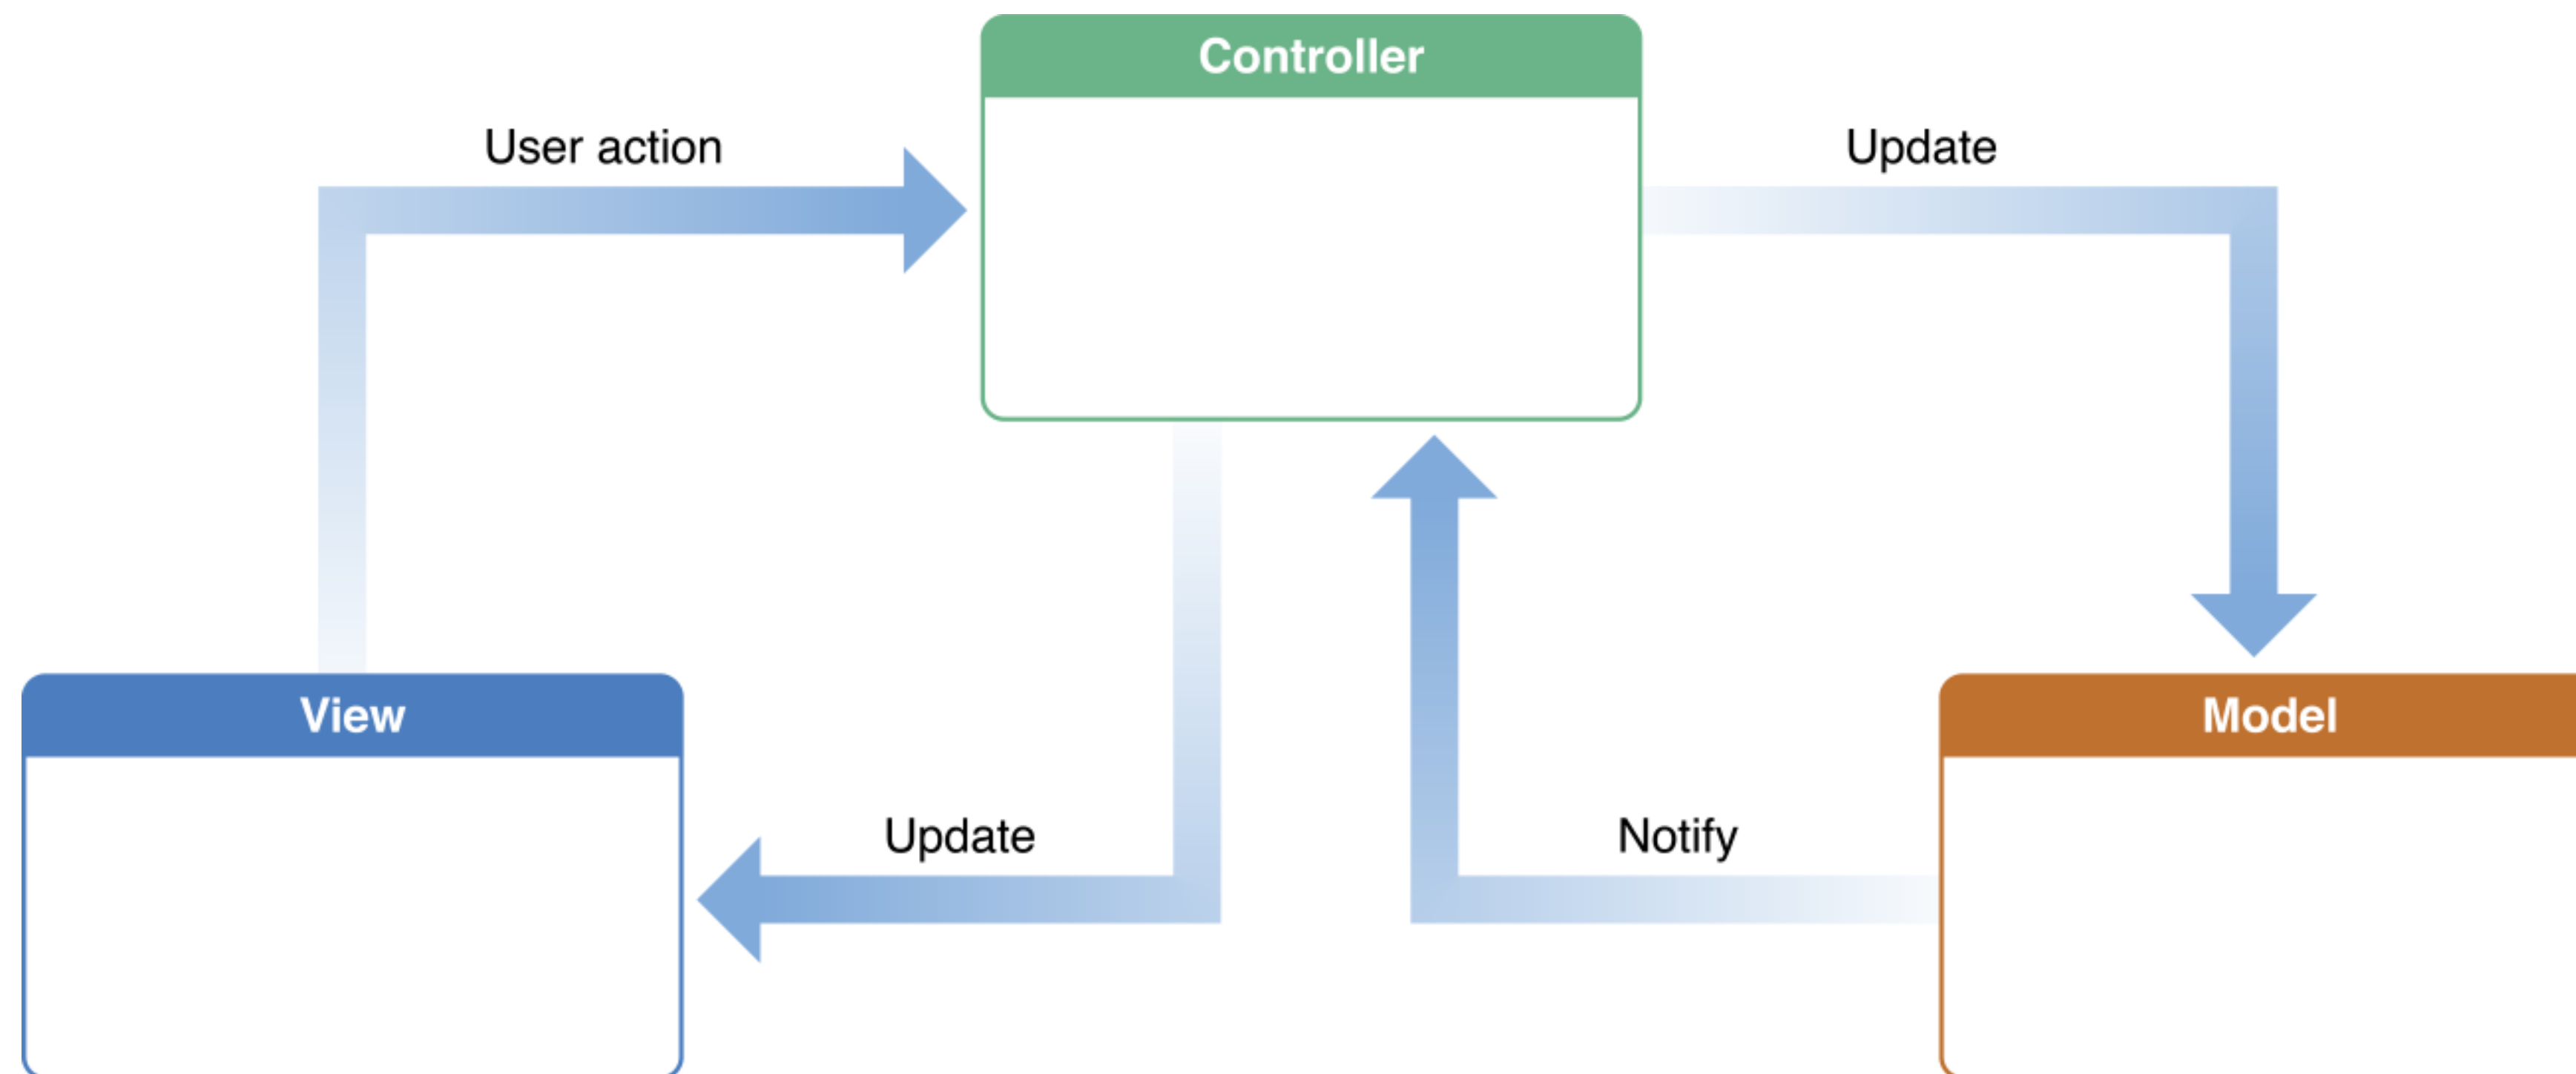 Controller
User action
Update
View
Model
Update
Notify